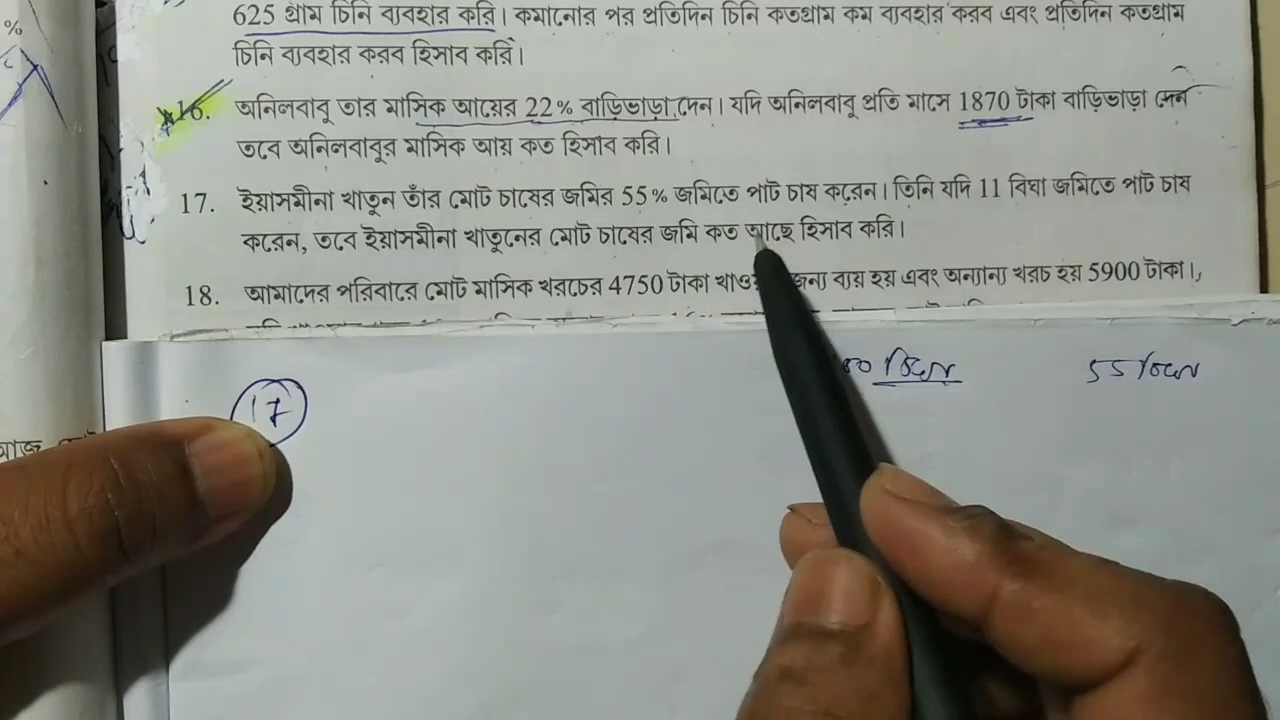 %
625 গ্রাম চিনি ব্যবহার করি। কমানোর পর প্রতিদিন চিনি কতগ্রাম কম ব্যবহার করব এবং প্রতিদিন কতগ্রাম
চিনি ব্যবহার করব হিসাব করি।
16. অনিলবাবু তার মাসিক আয়ের 22% বাড়িভাড়া দেন। যদি অনিলবাবু প্রতি মাসে 1870 টাকা বাড়িভাড়া দেন
তবে অনিলবাবুর মাসিক আয় কত হিসাব করি।
17. ইয়াসমীনা খাতুন তাঁর মোট চাষের জমির 55% জমিতে পাট চাষ করেন। তিনি যদি 11 বিঘা জমিতে পাট চাষ
করেন, তবে ইয়াসমীনা খাতুনের মোট চাষের জমি কত আছে হিসাব করি।
18. আমাদের পরিবারে মোট মাসিক খরচের 4750 টাকা জন্য ব্যয় হয় এবং অন্যান্য খরচ হয় 5900 টাকা।
17